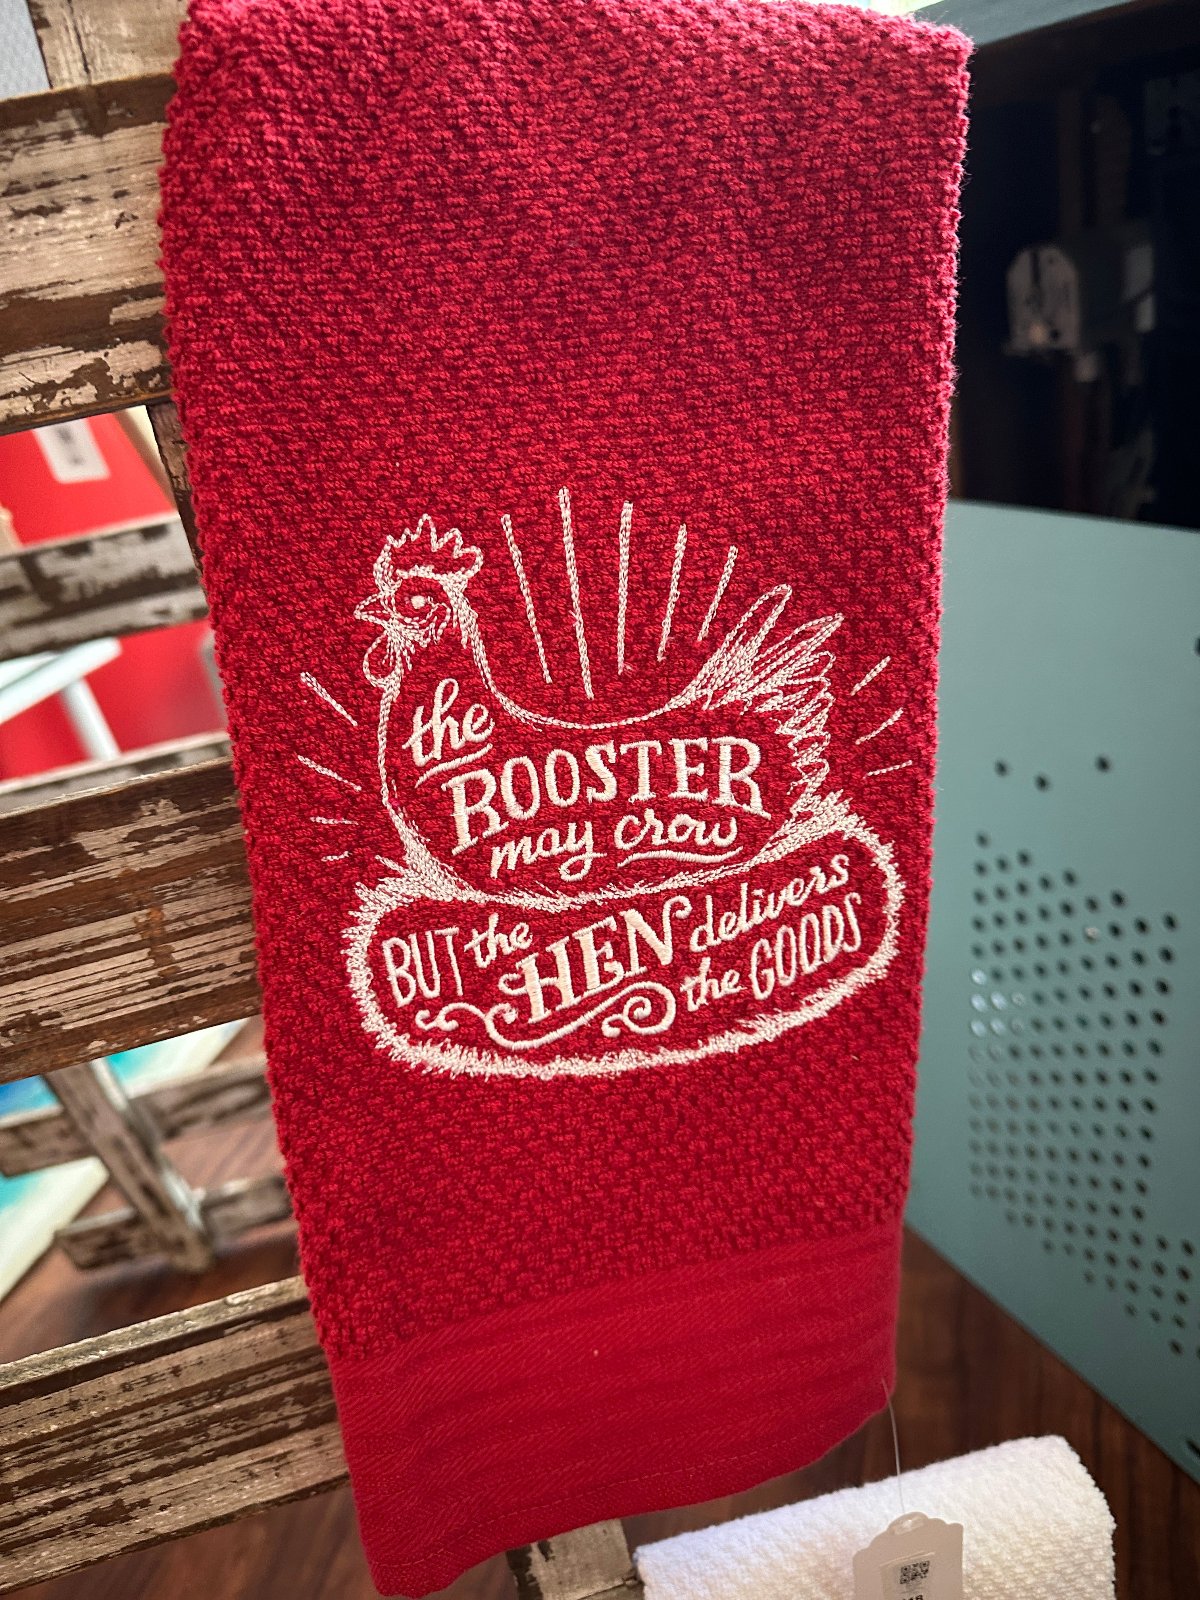 the
ROOSTER
may crow
BUT the HEN delivers
the GOODS